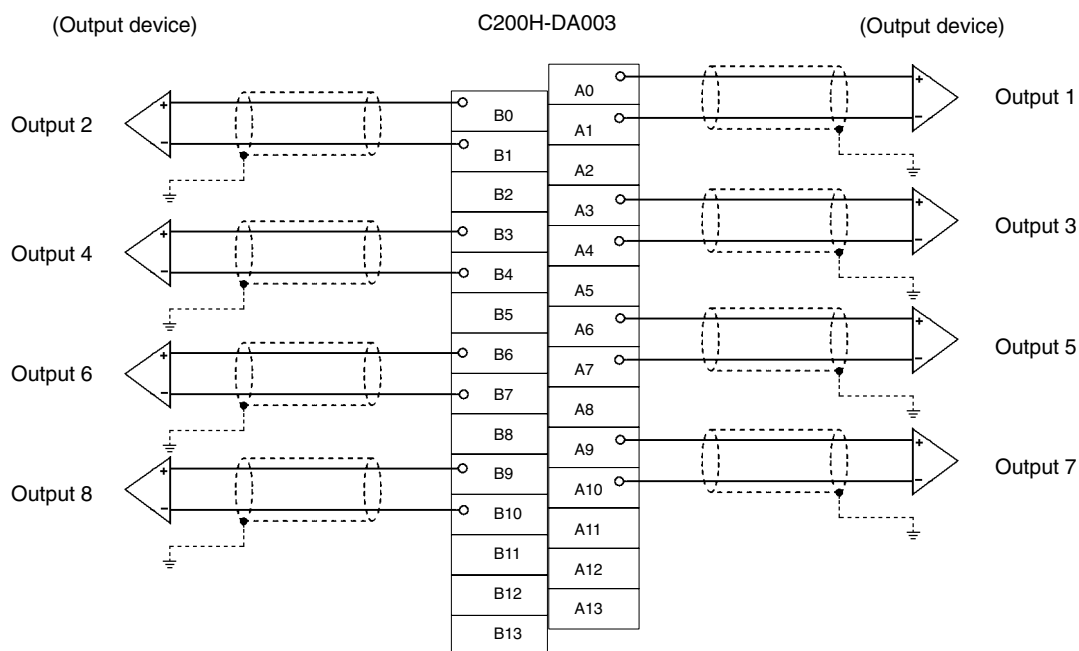 (Output device)
C200H-DA003
(Output device)
Output 2
Output 4
Output 6
Output 8
+
−
+
−
+
−
+
−
B0
B1
B2
B3
B4
B5
B6
B7
B8
B9
B10
B11
B12
B13
A0
A1
A2
A3
A4
A5
A6
A7
A8
A9
A10
A11
A12
A13
+
−
+
−
+
−
+
−
Output 1
Output 3
Output 5
Output 7